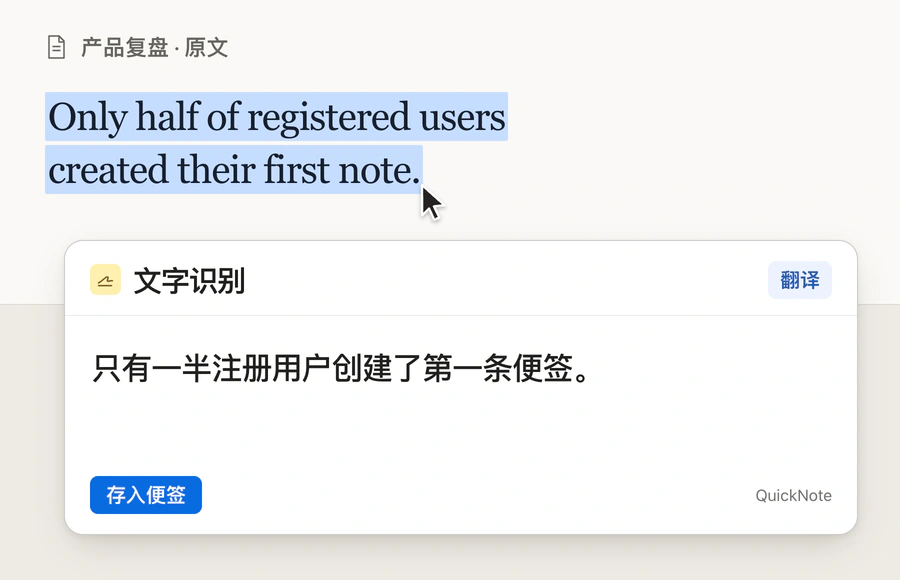 产品复盘 · 原文
Only half of registered users
created their first note.
文字识别
翻译
只有一半注册用户创建了第一条便签。
存入便签
QuickNote